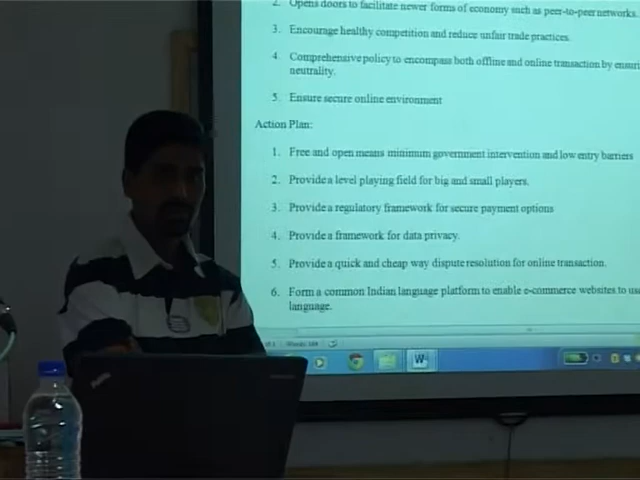 2. Opens doors to facilitate newer forms of economy such as peer-to-peer networks.
3. Encourage healthy competition and reduce unfair trade practices.
4. Comprehensive policy to encompass both offline and online transaction by ensuri
neutrality.
5. Ensure secure online environment
Action Plan:
1. Free and open means minimum government intervention and low entry barriers
2. Provide a level playing field for big and small players.
3. Provide a regulatory framework for secure payment options
4. Provide a framework for data privacy.
5. Provide a quick and cheap way dispute resolution for online transaction.
6. Form a common Indian language platform to enable e-commerce websites to us
language.
W